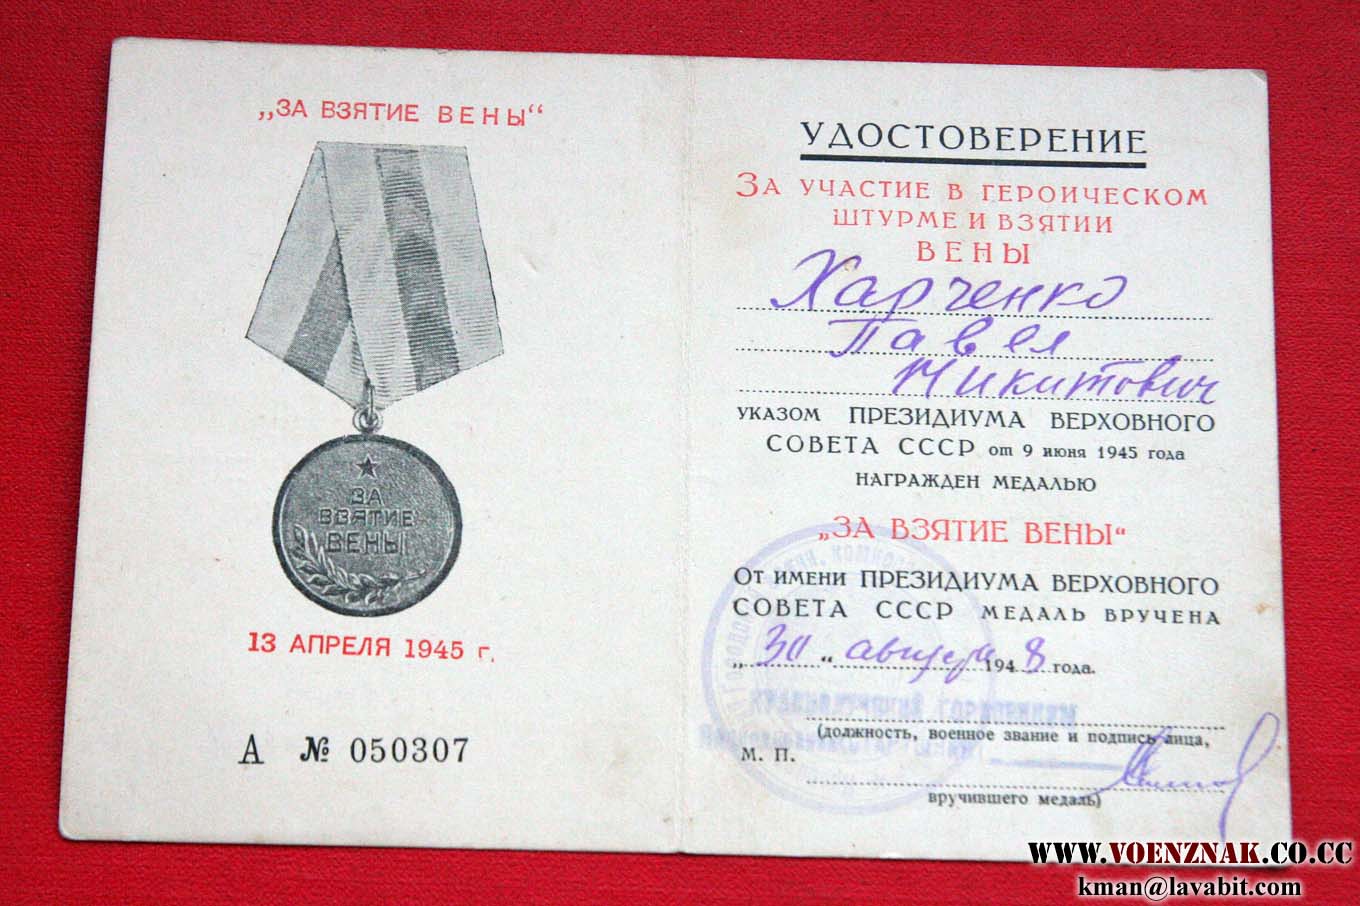 „ЗА ВЗЯТИЕ ВЕНЫ“
ЗА
ВЗЯТИЕ
ВЕНЫ
13 АПРЕЛЯ 1945 г.
А № 050307
УДОСТОВЕРЕНИЕ
ЗА УЧАСТИЕ В ГЕРОИЧЕСКОМ
ШТУРМЕ И ВЗЯТИИ
ВЕНЫ
Харченко
Павел
Никитович
УКАЗОМ ПРЕЗИДИУМА ВЕРХОВНОГО
СОВЕТА СССР от 9 июня 1945 года
НАГРАЖДЕН МЕДАЛЬЮ
„ЗА ВЗЯТИЕ ВЕНЫ“
От ИМЕНИ ПРЕЗИДИУМА ВЕРХОВНОГО
СОВЕТА СССР МЕДАЛЬ ВРУЧЕНА
„30“ августа 1948 года.
(должность, военное звание и подпись лица,
М. П.
вручившего медаль)
WWW.VOENZNAK.CO.CC
kman@lavabit.com